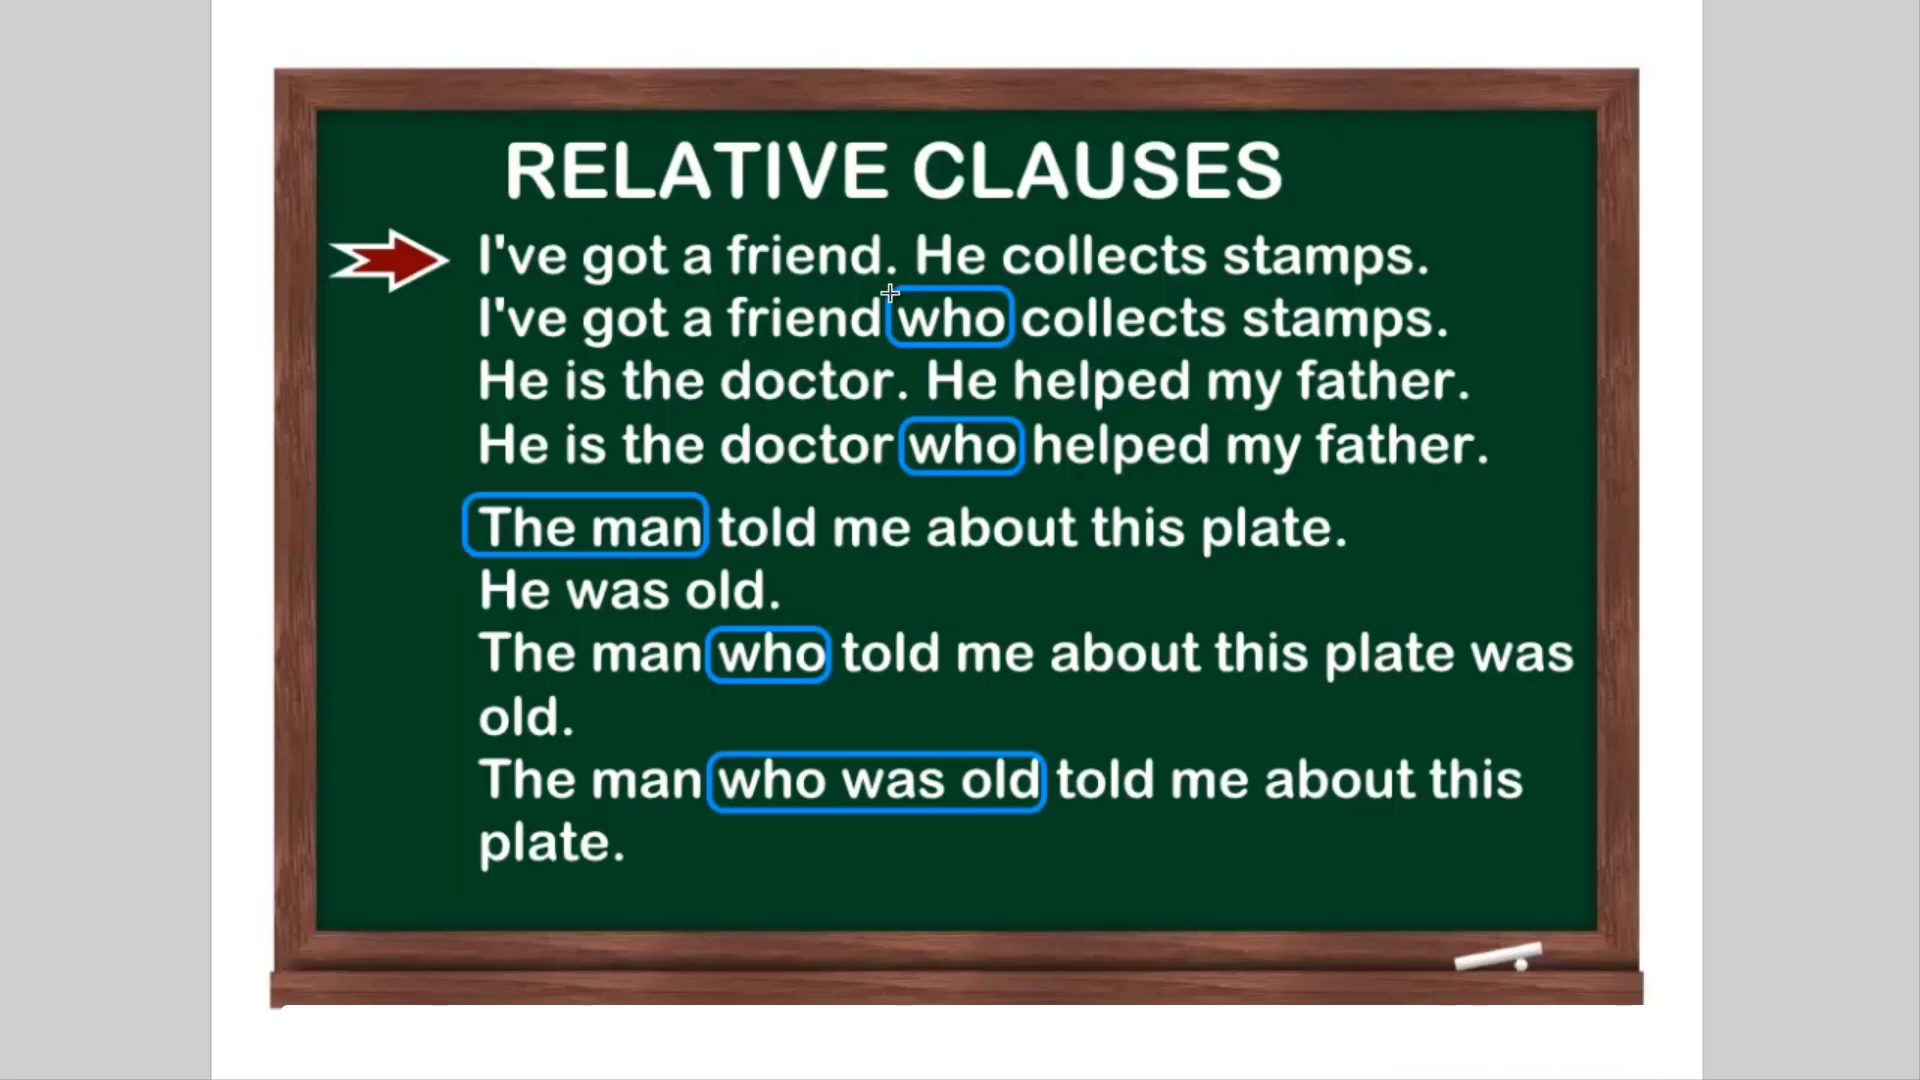 RELATIVE CLAUSES
I've got a friend. He collects stamps.
I've got a friend who collects stamps.
He is the doctor. He helped my father.
He is the doctor who helped my father.
The man told me about this plate.
He was old.
The man who told me about this plate was
old.
The man who was old told me about this
plate.